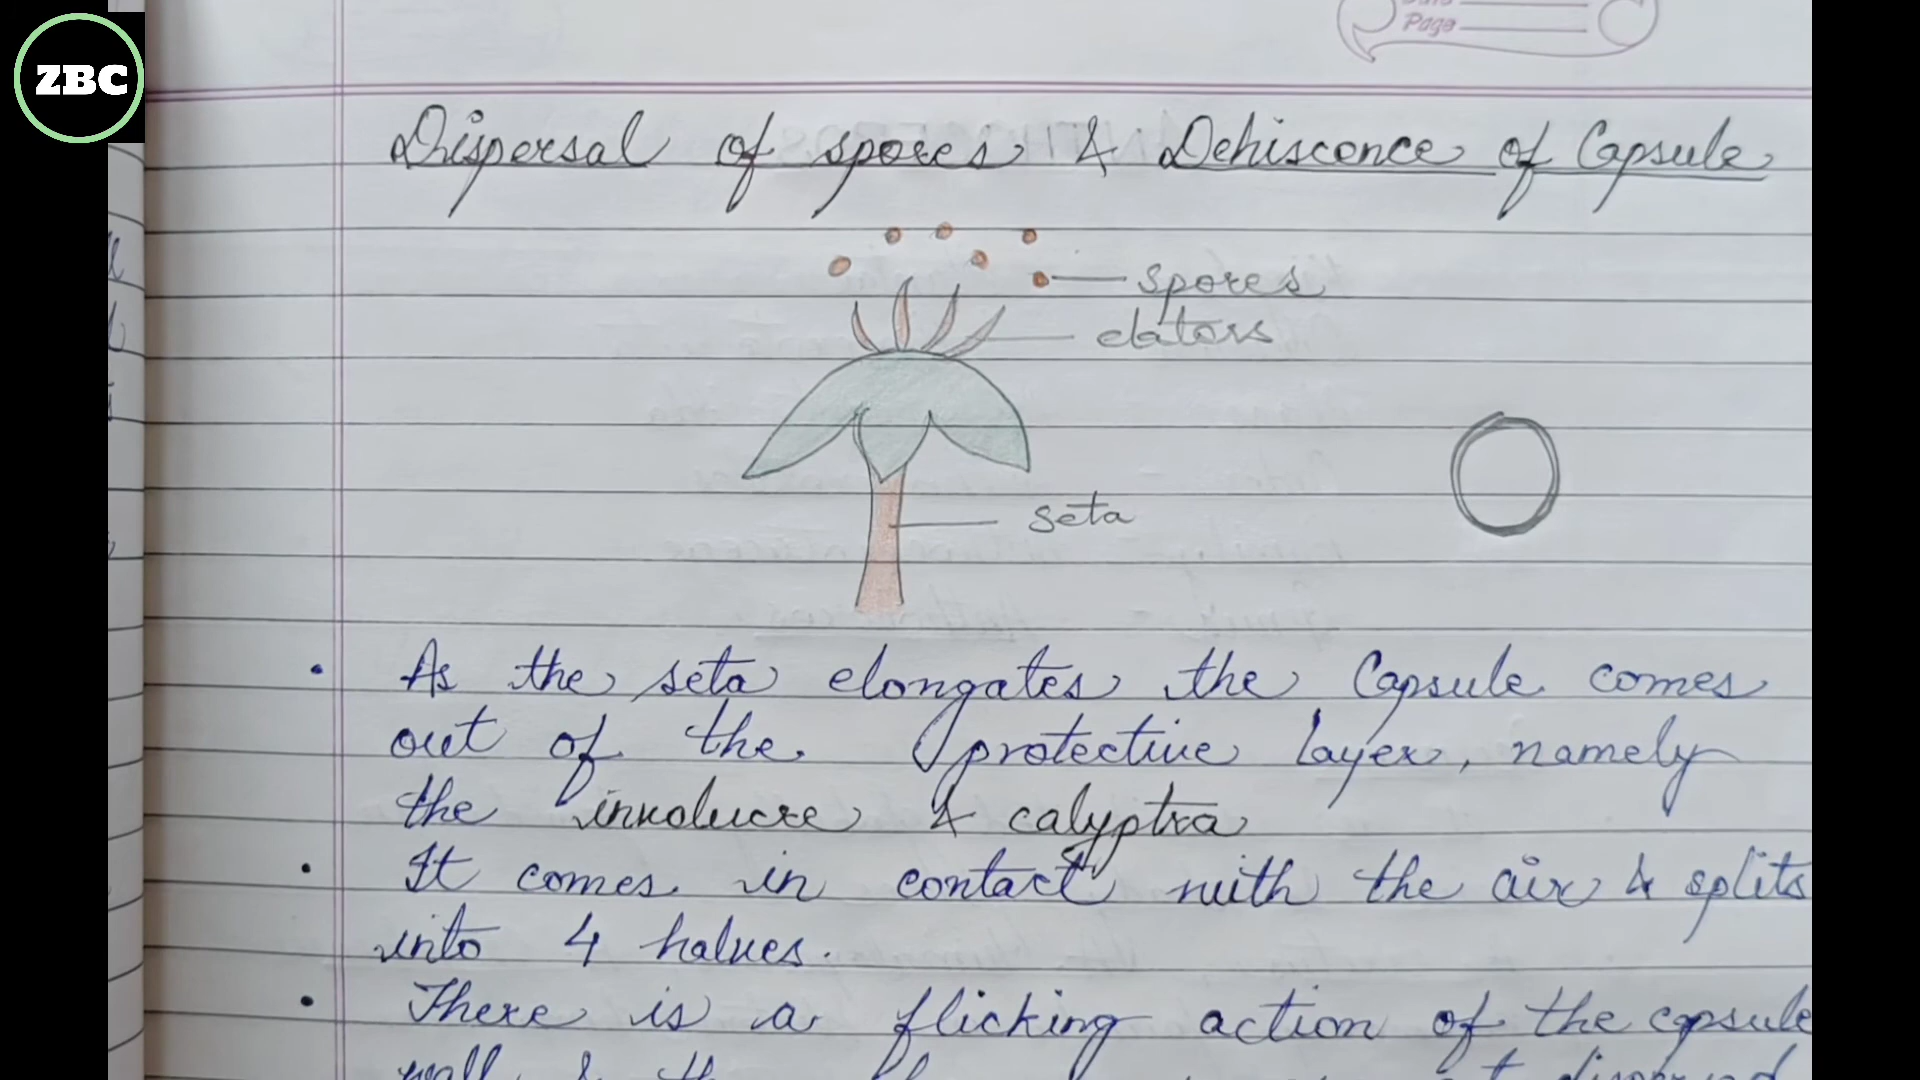 ZBC
Page
Dispersal of spores & Dehiscence of Capsule
spores
elators
seta
• As the seta elongates the Capsule comes
out of the protective layer, namely
the involucre & calyptra
• It comes in contact with the air & splits
into 4 halves.
• There is a flicking action of the capsule
wall & the